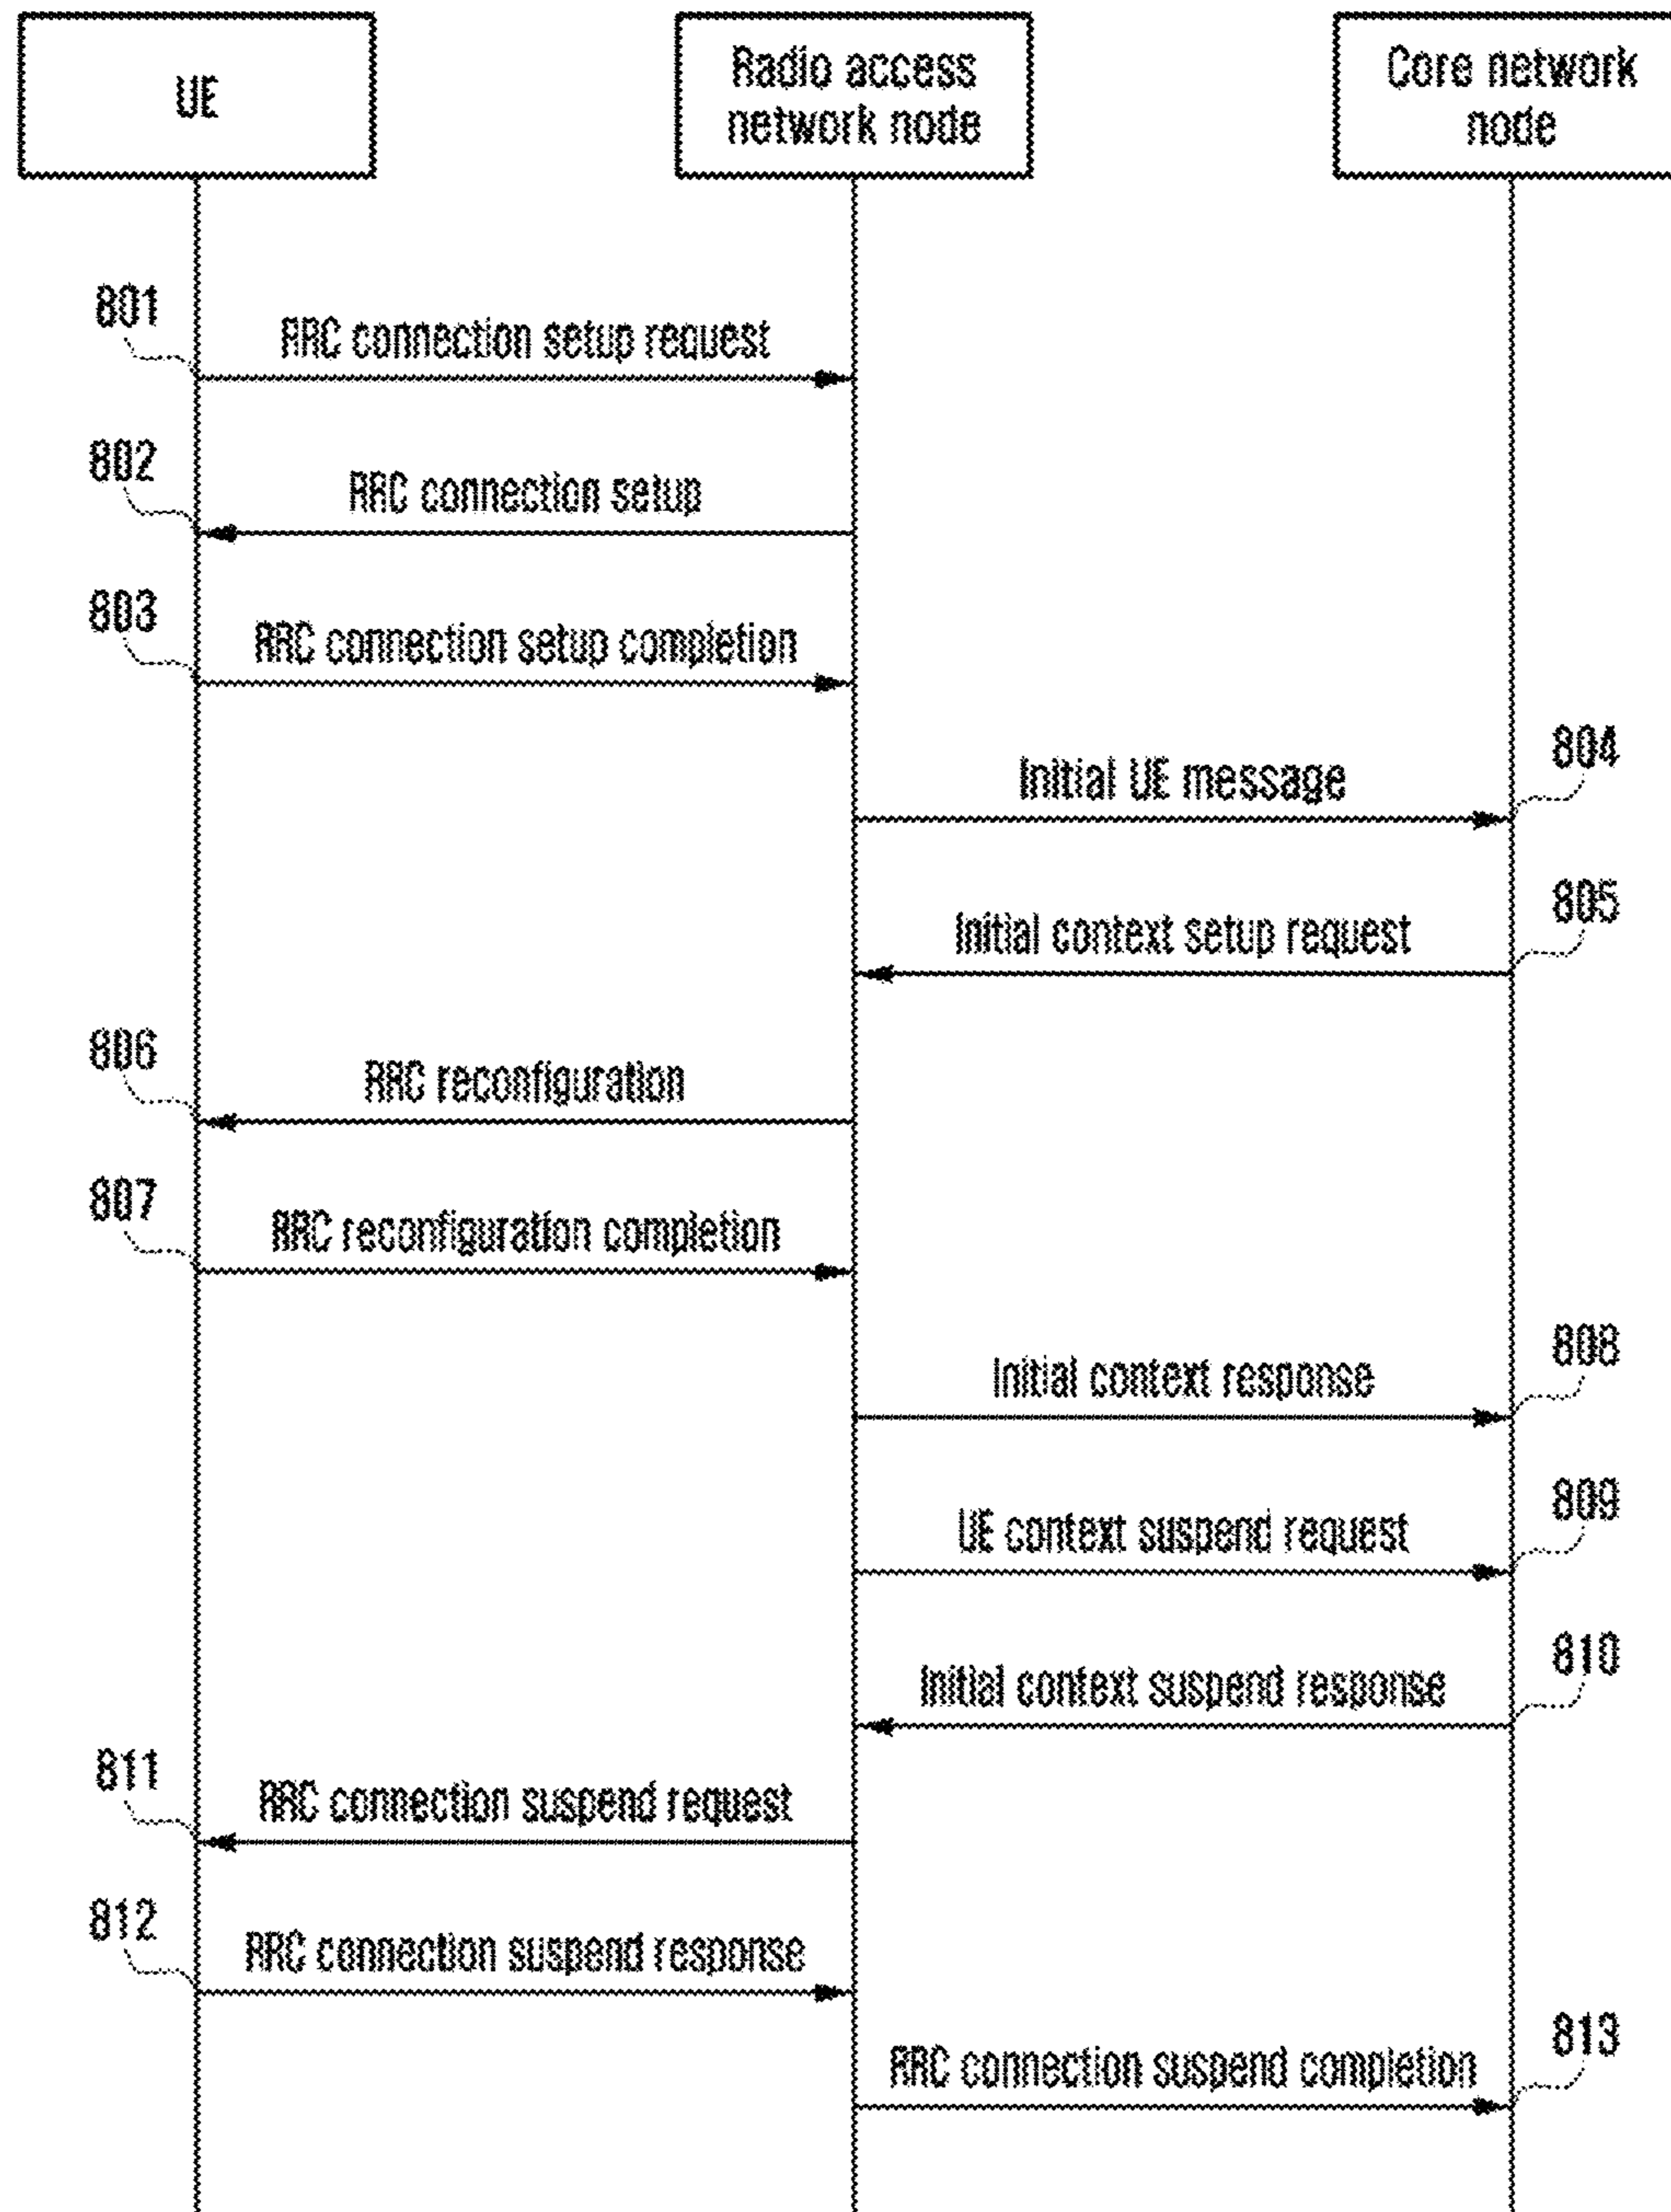 UE
Radio access
network node
Core network
node
801
RRC connection setup request
802
RRC connection setup
803
RRC connection setup completion
804
Initial UE message
805
Initial context setup request
806
RRC reconfiguration
807
RRC reconfiguration completion
808
Initial context response
809
UE context suspend request
810
Initial context suspend response
811
RRC connection suspend request
812
RRC connection suspend response
813
RRC connection suspend completion